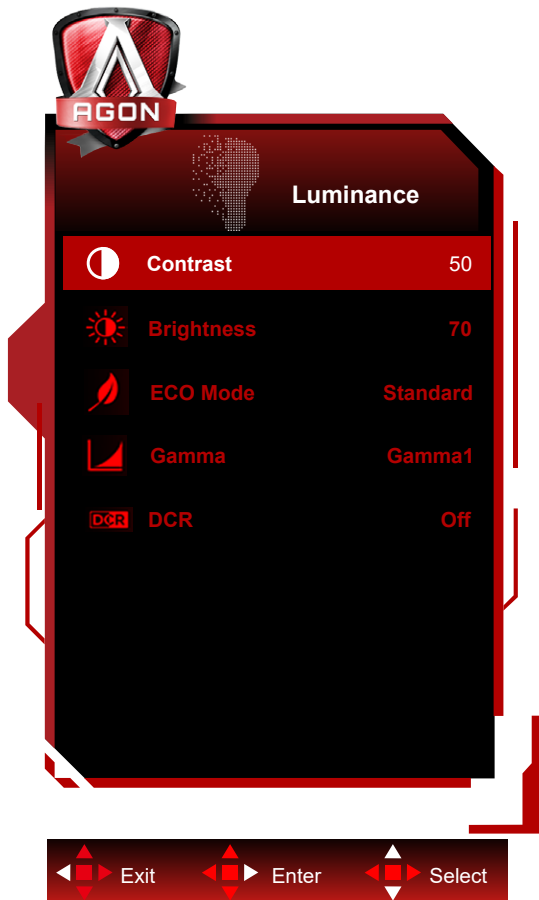 AGON
Luminance
Contrast 50
Brightness 70
ECO Mode Standard
Gamma Gamma1
DCR DCR Off
Exit Enter Select